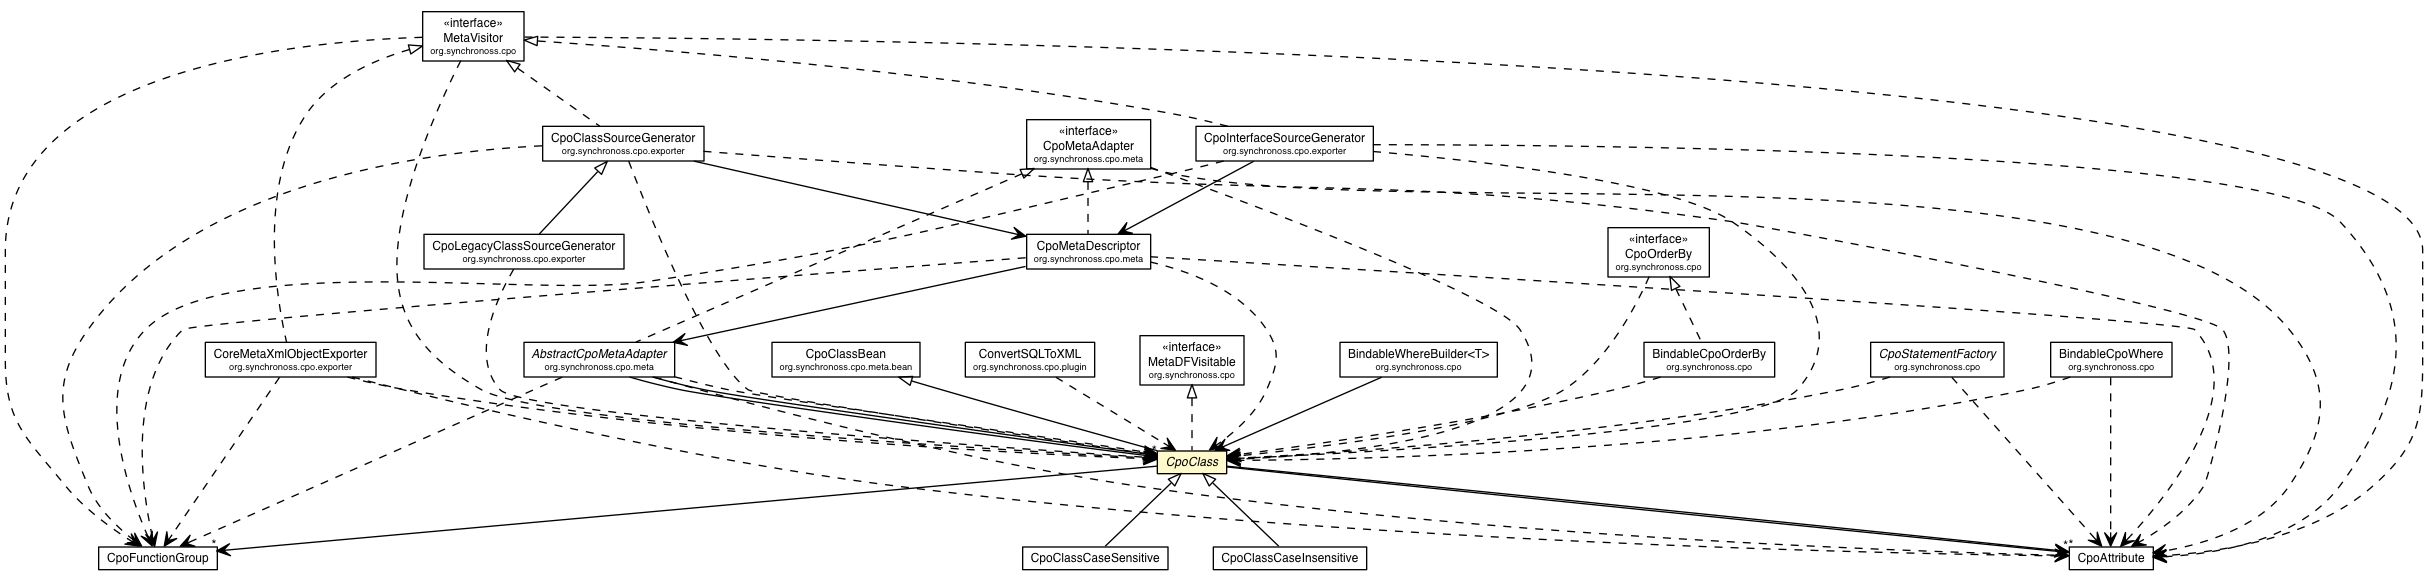 «interface»
MetaVisitor
org.synchronoss.cpo
CpoClassSourceGenerator
org.synchronoss.cpo.exporter
«interface»
CpoMetaAdapter
org.synchronoss.cpo.meta
CpoInterfaceSourceGenerator
org.synchronoss.cpo.exporter
CpoLegacyClassSourceGenerator
org.synchronoss.cpo.exporter
CpoMetaDescriptor
org.synchronoss.cpo.meta
«interface»
CpoOrderBy
org.synchronoss.cpo
CoreMetaXmlObjectExporter
org.synchronoss.cpo.exporter
AbstractCpoMetaAdapter
org.synchronoss.cpo.meta
CpoClassBean
org.synchronoss.cpo.meta.bean
ConvertSQLToXML
org.synchronoss.cpo.plugin
«interface»
MetaDFVisitable
org.synchronoss.cpo
BindableWhereBuilder<T>
org.synchronoss.cpo
BindableCpoOrderBy
org.synchronoss.cpo
CpoStatementFactory
org.synchronoss.cpo
BindableCpoWhere
org.synchronoss.cpo
*
CpoClass
*
CpoFunctionGroup
CpoClassCaseSensitive
CpoClassCaseInsensitive
**
CpoAttribute